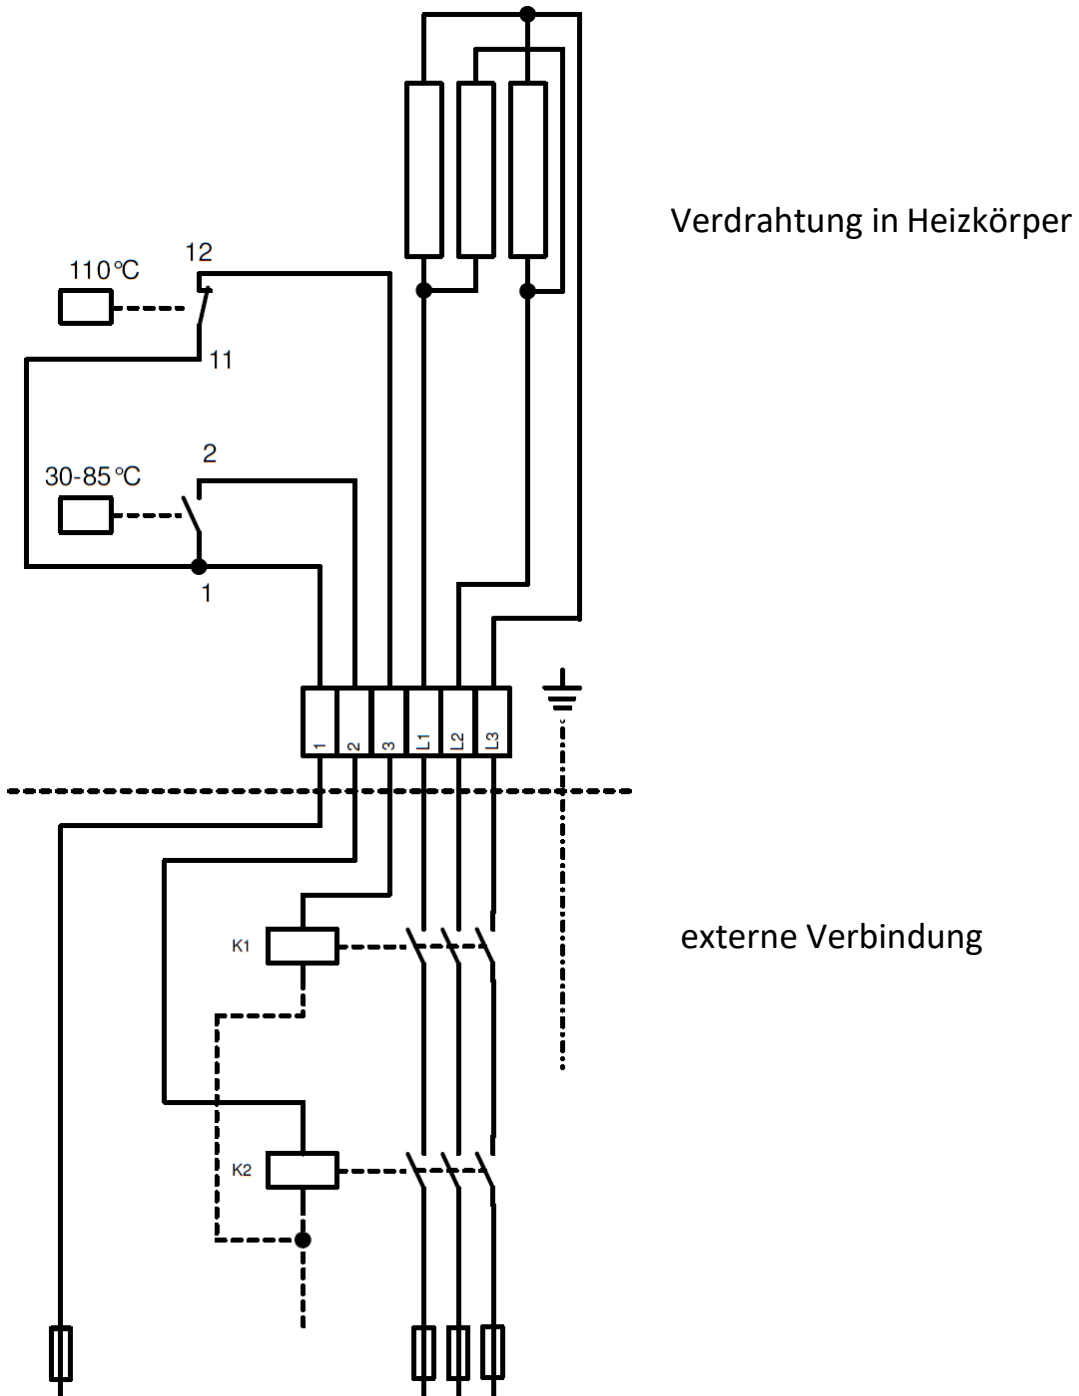 Verdrahtung in Heizkörper
12
110°C
11
2
30-85°C
1
1 2 3 L1 L2 L3
K1
externe Verbindung
K2